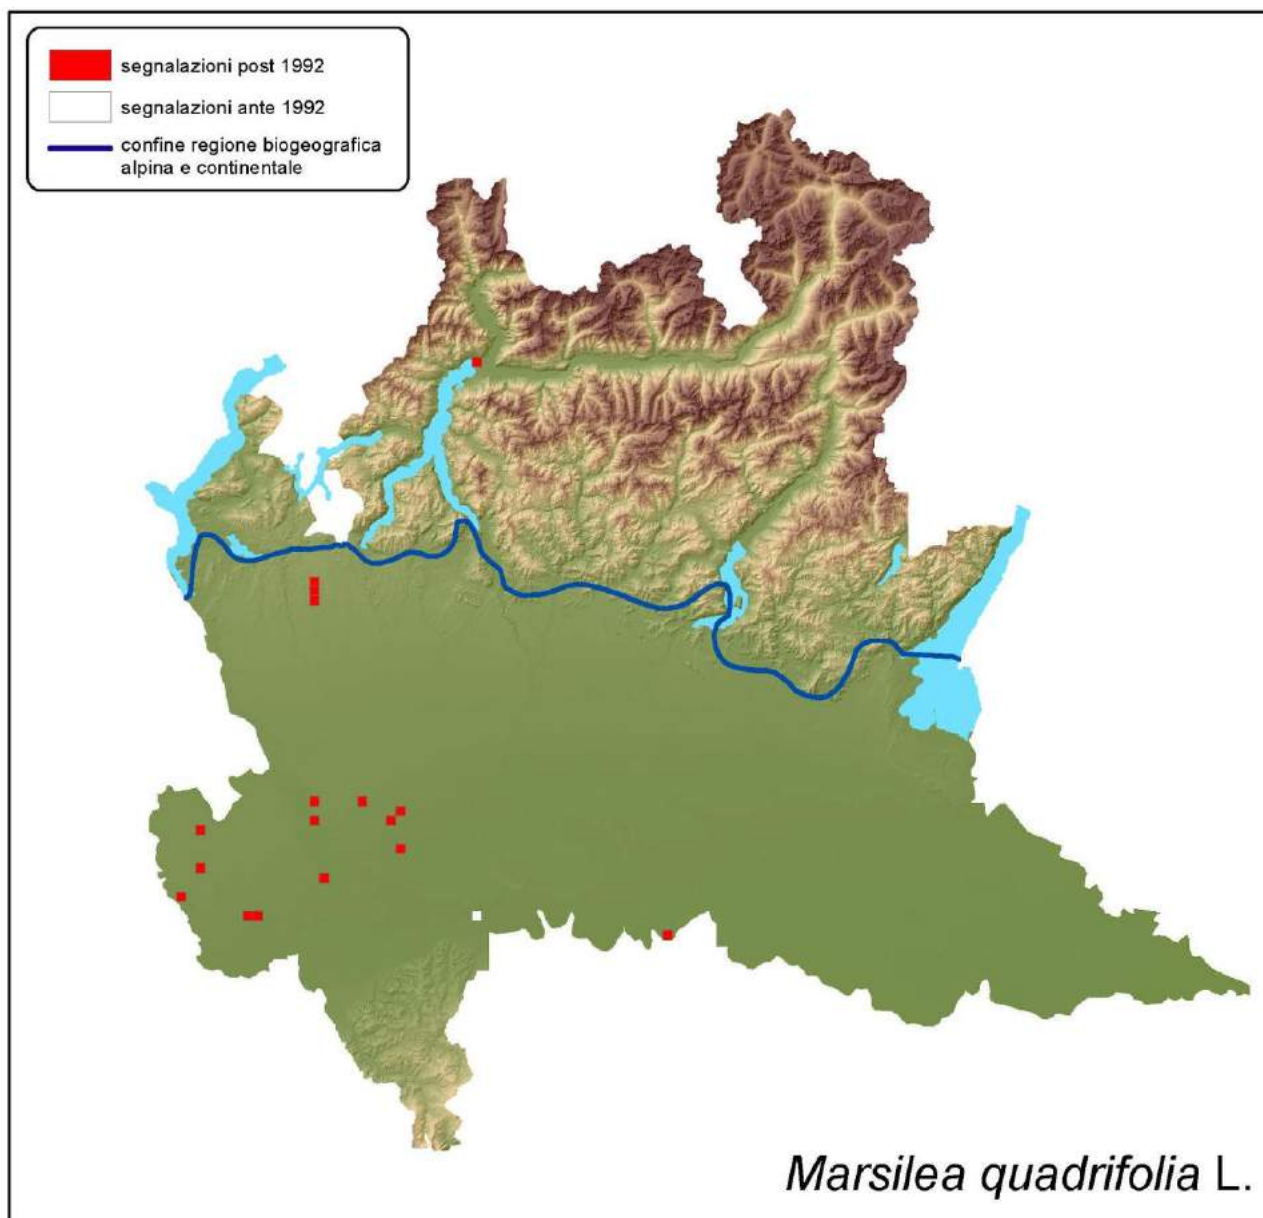 segnalazioni post 1992
segnalazioni ante 1992
confine regione biogeografica
alpina e continentale
Marsilea quadrifolia L.